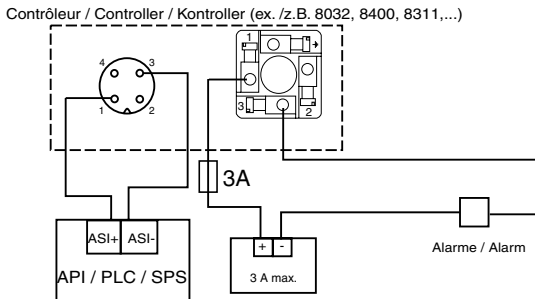 Contrôleur / Controller / Kontroller (ex. /z.B. 8032, 8400, 8311,...)
4 3
1 2
1
3
2
3A
ASI+ ASI-
API / PLC / SPS
+ -
3 A max.
Alarme / Alarm